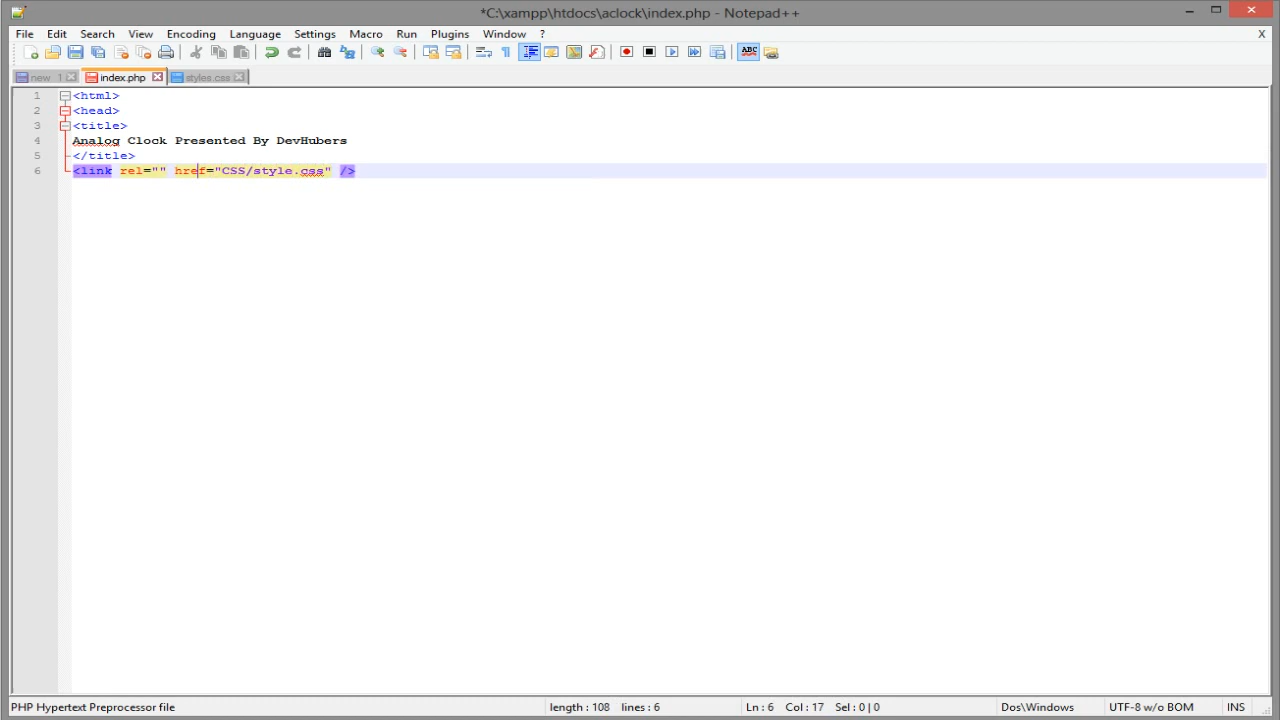 *C:\xampp\htdocs\aclock\index.php - Notepad++
File Edit Search View Encoding Language Settings Macro Run Plugins Window ? X
ABC
new 1 index.php styles.css
1 <html>
2 <head>
3 <title>
4 Analog Clock Presented By DevHubers
5 </title>
6 <link rel="" href="CSS/style.css" />
PHP Hypertext Preprocessor file length : 108 lines : 6 Ln : 6 Col : 17 Sel : 0 | 0 Dos\Windows UTF-8 w/o BOM INS